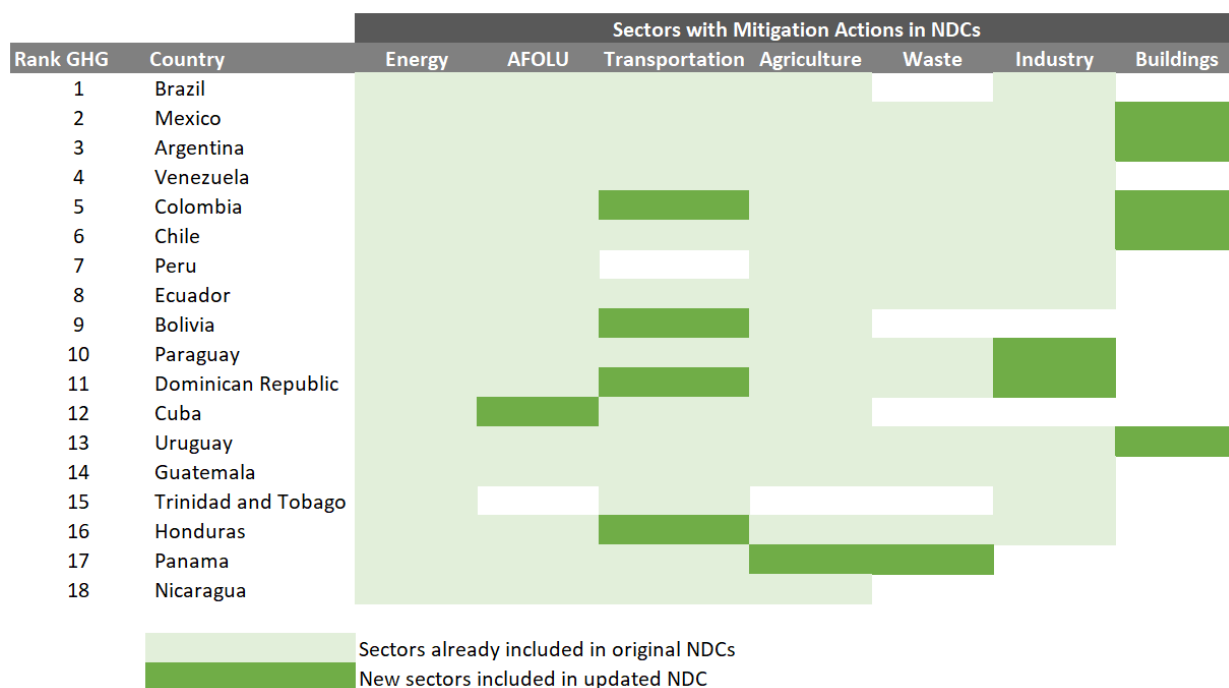 Sectors with Mitigation Actions in NDCs
Rank GHG Country Energy AFOLU Transportation Agriculture Waste Industry Buildings
1 Brazil
2 Mexico
3 Argentina
4 Venezuela
5 Colombia
6 Chile
7 Peru
8 Ecuador
9 Bolivia
10 Paraguay
11 Dominican Republic
12 Cuba
13 Uruguay
14 Guatemala
15 Trinidad and Tobago
16 Honduras
17 Panama
18 Nicaragua
Sectors already included in original NDCs
New sectors included in updated NDC